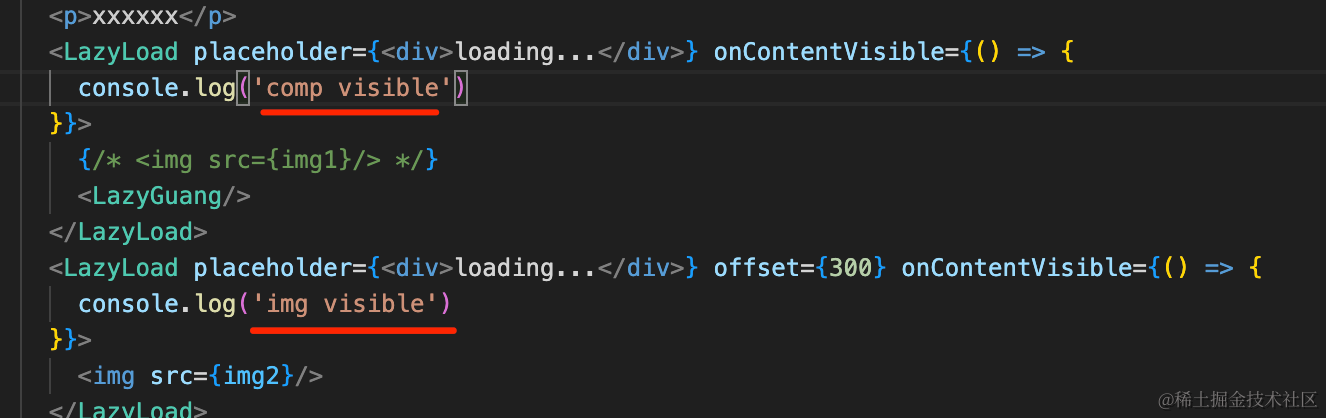 <p>xxxxxx</p>
<LazyLoad placeholder={<div>loading...</div>} onContentVisible={() => {
console.log('comp visible')
}}>
{/* <img src={img1}/> */}
<LazyGuang/>
</LazyLoad>
<LazyLoad placeholder={<div>loading...</div>} offset={300} onContentVisible={() => {
console.log('img visible')
}}>
<img src={img2}/>
</LazyLoad>
@稀土掘金技术社区